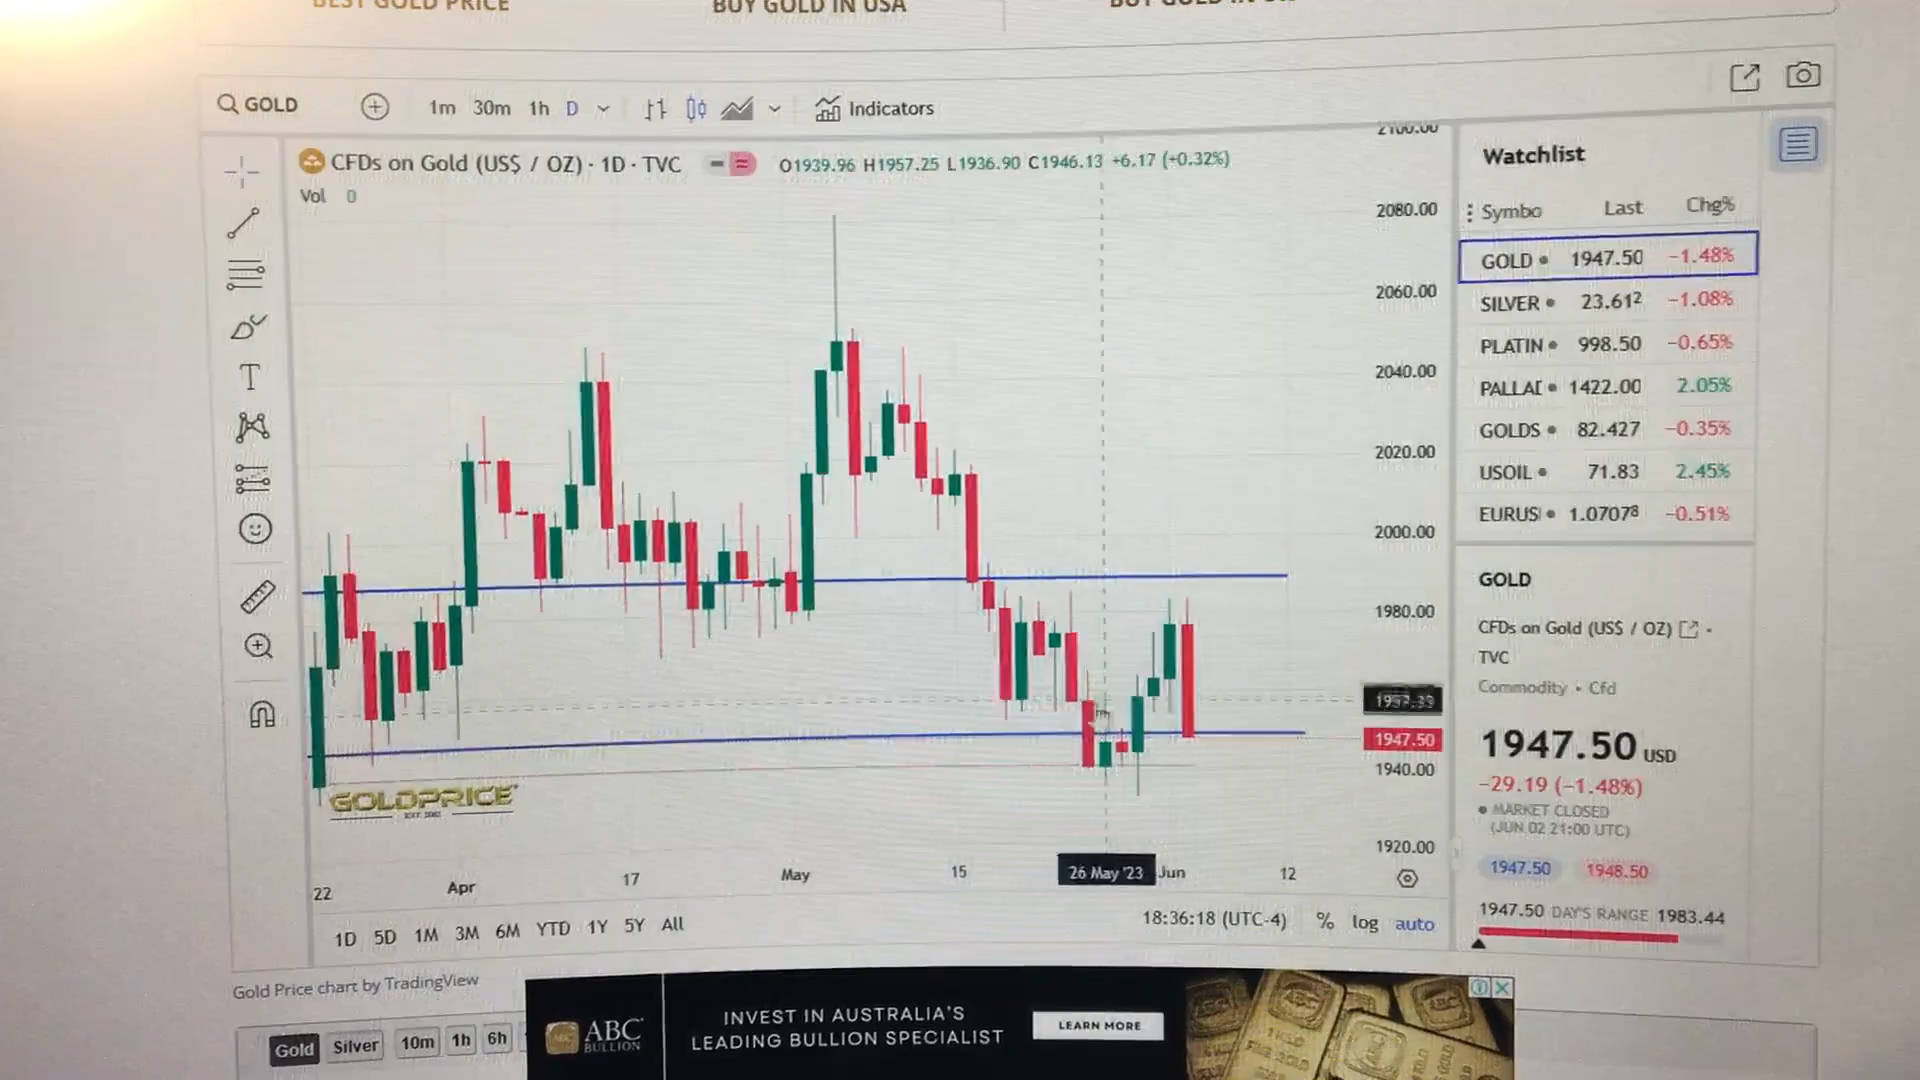 BEST GOLD PRICE
BUY GOLD IN USA
GOLD
1m 30m 1h D
Indicators
CFDs on Gold (US$ / OZ) · 1D · TVC
O1939.96 H1957.25 L1936.90 C1946.13 +6.17 (+0.32%)
Vol 0
2100.00
2080.00
2060.00
2040.00
2020.00
2000.00
1980.00
1947.50
1940.00
1920.00
GOLDPRICE
22 Apr 17 May 15 26 May '23 Jun 12
1D 5D 1M 3M 6M YTD 1Y 5Y All
18:36:18 (UTC-4) % log auto
Watchlist
Symbo Last Chg%
GOLD 1947.50 −1.48%
SILVER 23.612 −1.08%
PLATIN 998.50 −0.65%
PALLAD 1422.00 2.05%
GOLDS 82.427 −0.35%
USOIL 71.83 2.45%
EURUS 1.07078 −0.51%
GOLD
CFDs on Gold (US$ / OZ)
TVC
Commodity • Cfd
1947.50 USD
−29.19 (−1.48%)
MARKET CLOSED
(JUN 02 21:00 UTC)
1947.50 1948.50
1947.50 DAY'S RANGE 1983.44
Gold Price chart by TradingView
Gold Silver 10m 1h 6h
ABC
BULLION
INVEST IN AUSTRALIA'S
LEADING BULLION SPECIALIST
LEARN MORE